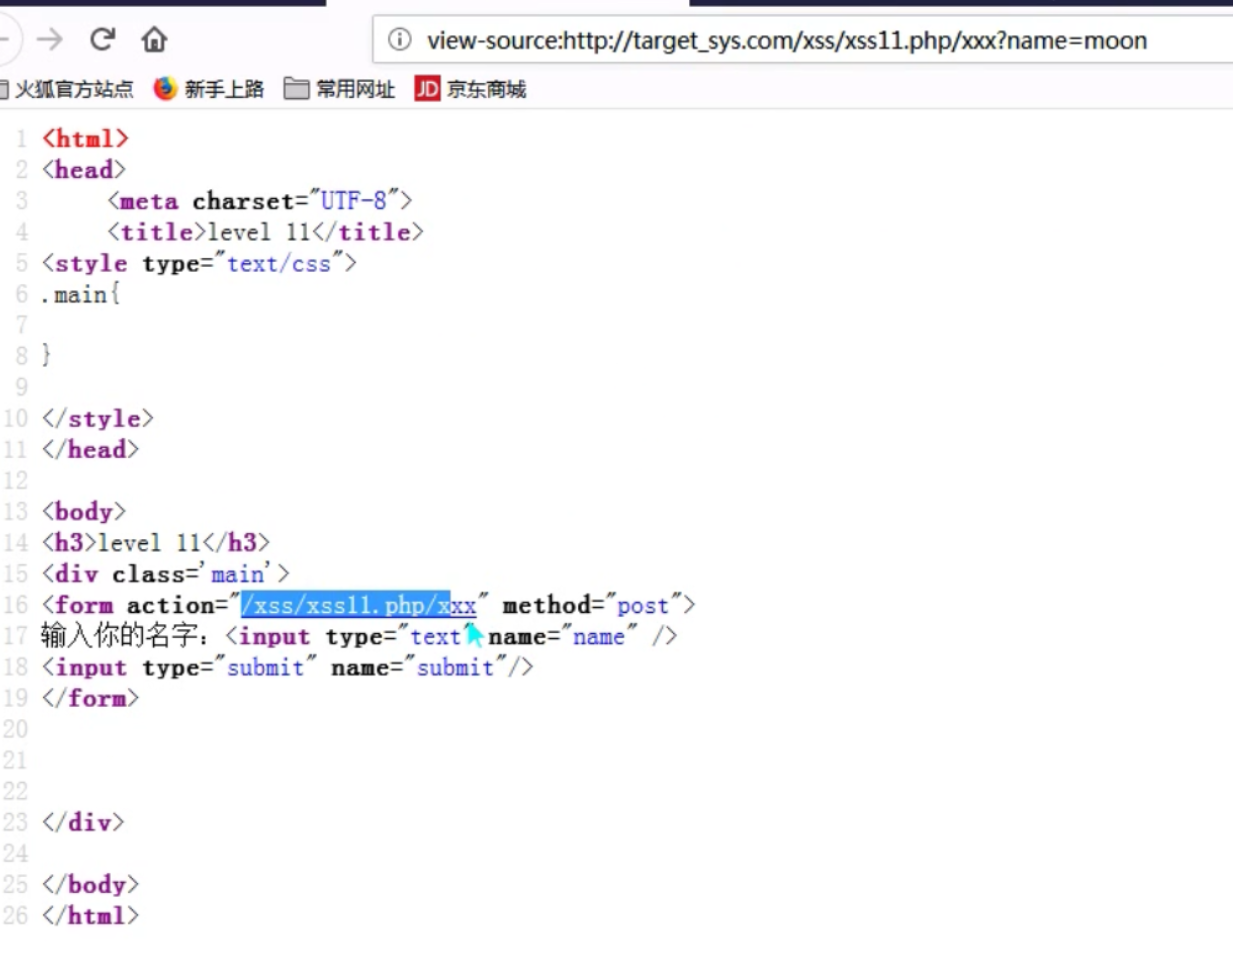 view-source:http://target_sys.com/xss/xss11.php/xxx?name=moon
火狐官方站点 新手上路 常用网址 JD 京东商城
1 <html>
2 <head>
3 <meta charset="UTF-8">
4 <title>level 11</title>
5 <style type="text/css">
6 .main{
7
8 }
9
10 </style>
11 </head>
12
13 <body>
14 <h3>level 11</h3>
15 <div class='main'>
16 <form action="/xss/xss11.php/xxx" method="post">
17 输入你的名字：<input type="text" name="name" />
18 <input type="submit" name="submit"/>
19 </form>
20
21
22
23 </div>
24
25 </body>
26 </html>